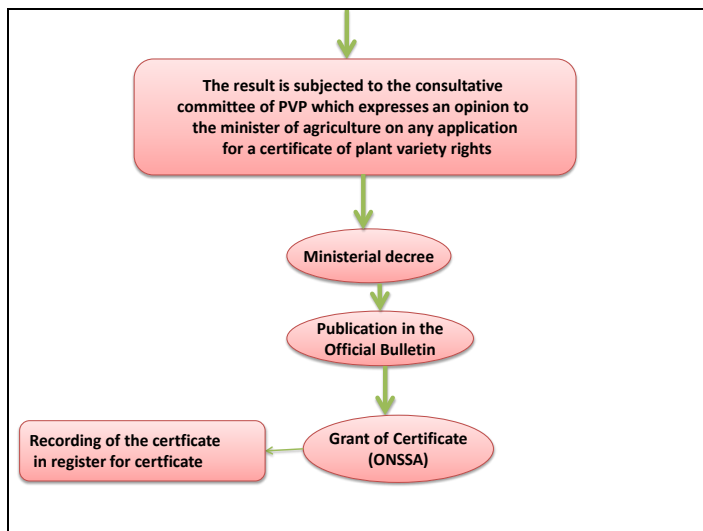 The result is subjected to the consultative
committee of PVP which expresses an opinion to
the minister of agriculture on any application
for a certificate of plant variety rights
Ministerial decree
Publication in the
Official Bulletin
Grant of Certificate
(ONSSA)
Recording of the certficate
in register for certficate